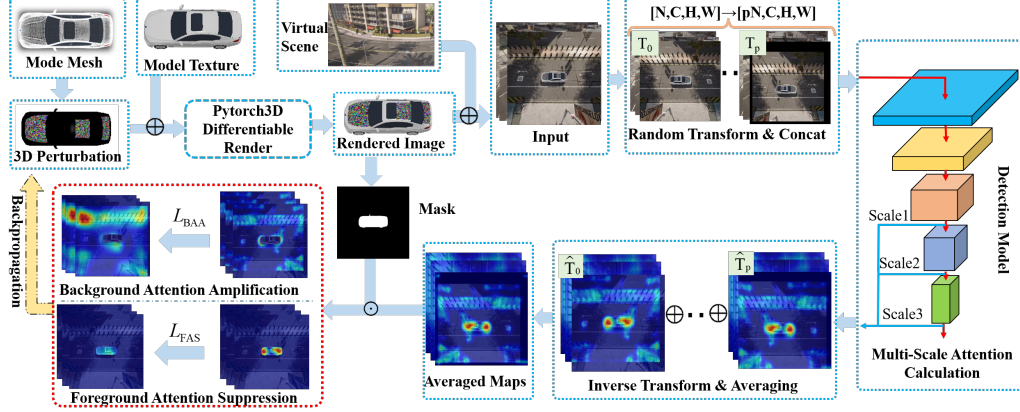 Mode Mesh
Model Texture
Virtual
Scene
[N,C,H,W]→[pN,C,H,W]
T₀
Tₚ
3D Perturbation
Pytorch3D
Differentiable
Render
Rendered Image
Input
Random Transform & Concat
Detection Model
Scale1
Scale2
Scale3
Multi-Scale Attention
Calculation
Backpropagation
L_BAA
Background Attention Amplification
L_FAS
Foreground Attention Suppression
Mask
Averaged Maps
T̂₀
T̂ₚ
Inverse Transform & Averaging